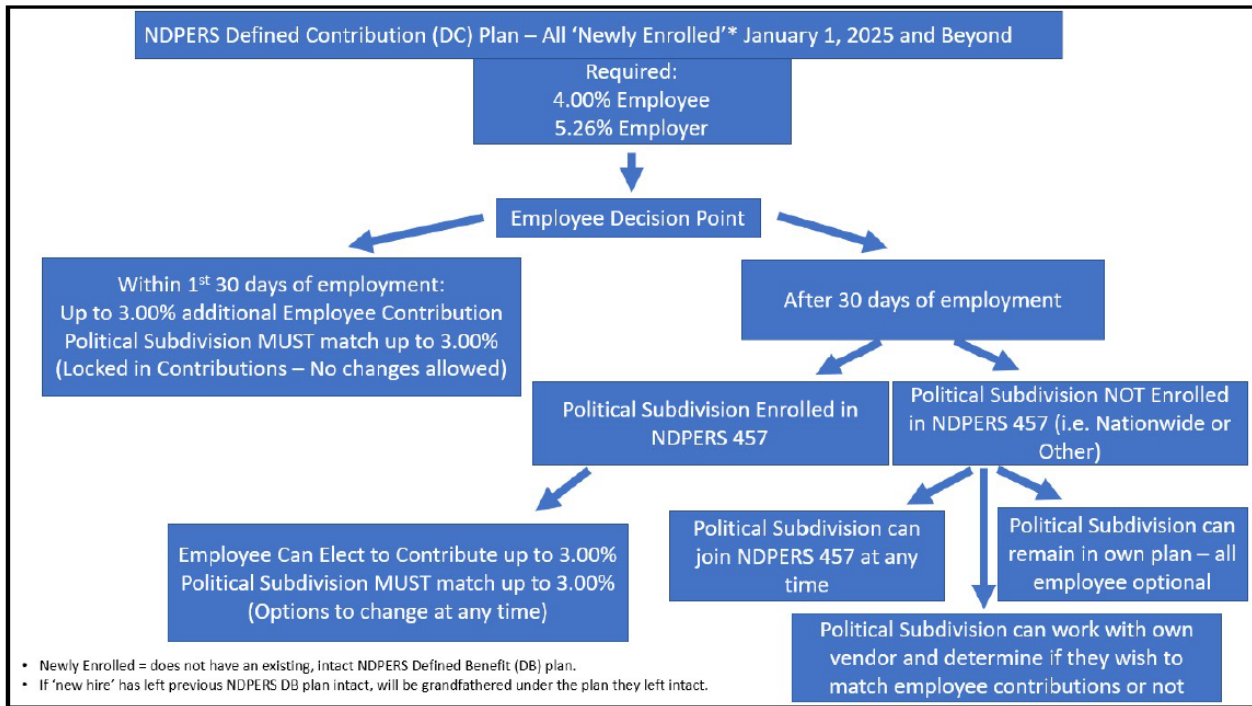 NDPERS Defined Contribution (DC) Plan – All ‘Newly Enrolled’* January 1, 2025 and Beyond
Required:
4.00% Employee
5.26% Employer
Employee Decision Point
Within 1st 30 days of employment:
Up to 3.00% additional Employee Contribution
Political Subdivision MUST match up to 3.00%
(Locked in Contributions – No changes allowed)
After 30 days of employment
Political Subdivision Enrolled in
NDPERS 457
Political Subdivision NOT Enrolled
in NDPERS 457 (i.e. Nationwide or
Other)
Employee Can Elect to Contribute up to 3.00%
Political Subdivision MUST match up to 3.00%
(Options to change at any time)
Political Subdivision can
join NDPERS 457 at any
time
Political Subdivision can
remain in own plan – all
employee optional
Political Subdivision can work with own
vendor and determine if they wish to
match employee contributions or not
• Newly Enrolled = does not have an existing, intact NDPERS Defined Benefit (DB) plan.
• If ‘new hire’ has left previous NDPERS DB plan intact, will be grandfathered under the plan they left intact.